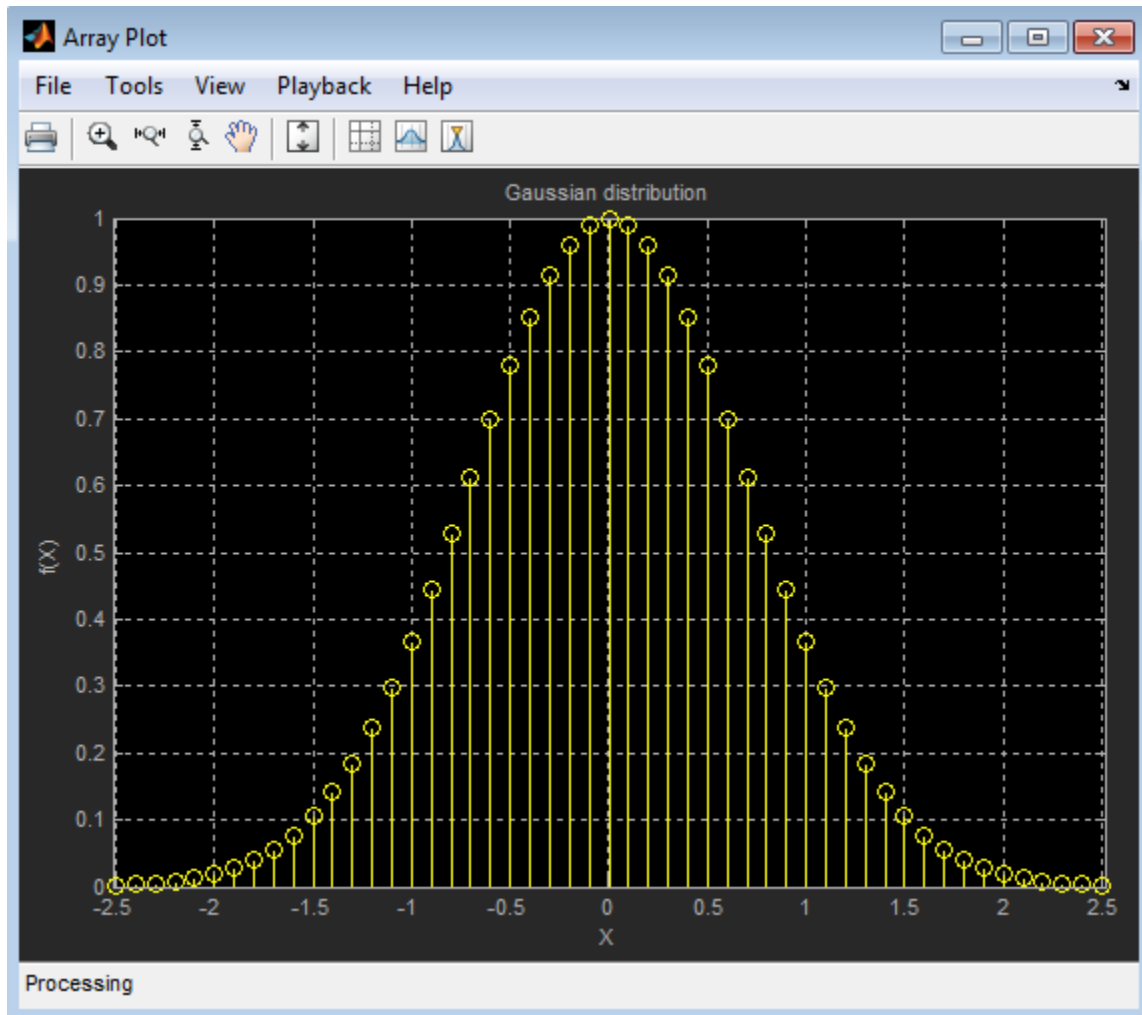 Array Plot
File Tools View Playback Help
Gaussian distribution
1
0.9
0.8
0.7
0.6
0.5
0.4
0.3
0.2
0.1
0
f(X)
-2.5 -2 -1.5 -1 -0.5 0 0.5 1 1.5 2 2.5
X
Processing